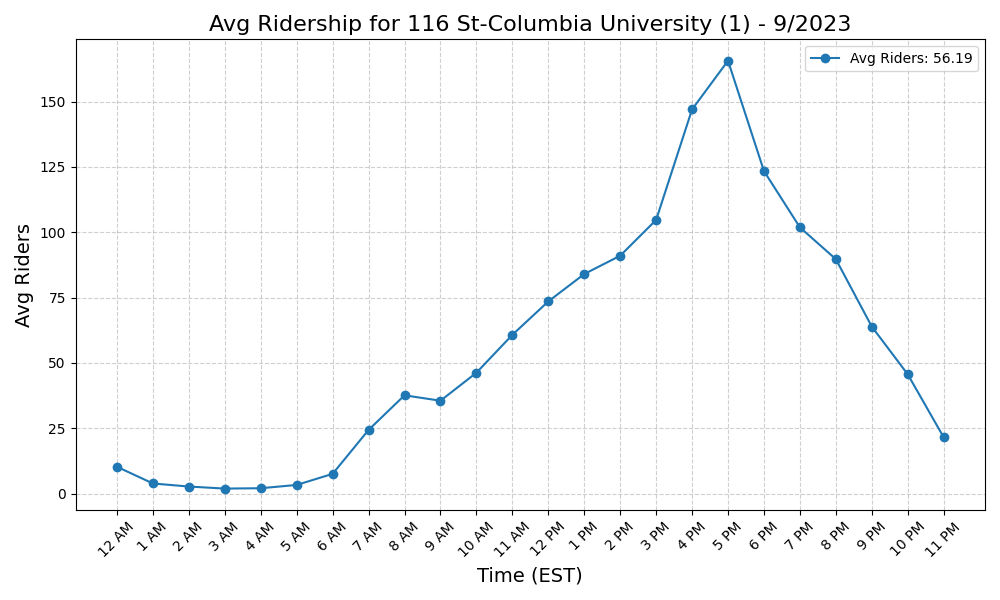 Avg Ridership for 116 St-Columbia University (1) - 9/2023
Avg Riders: 56.19
Avg Riders
150
125
100
75
50
25
0
12 AM
1 AM
2 AM
3 AM
4 AM
5 AM
6 AM
7 AM
8 AM
9 AM
10 AM
11 AM
12 PM
1 PM
2 PM
3 PM
4 PM
5 PM
6 PM
7 PM
8 PM
9 PM
10 PM
11 PM
Time (EST)